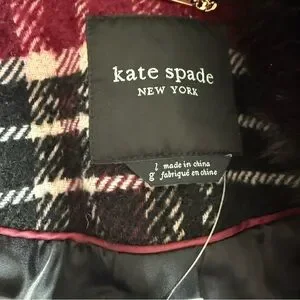 kate spade
NEW YORK
l made in china
g fabriqué en chine